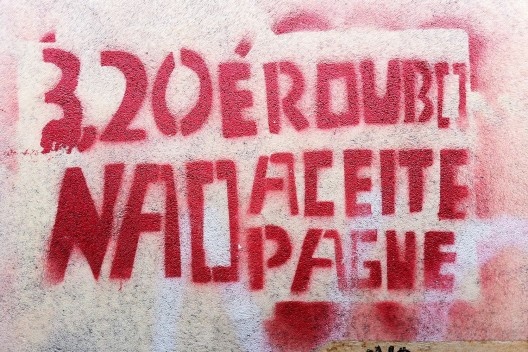 3,20 É ROUBO
NAO ACEITE
PAGUE